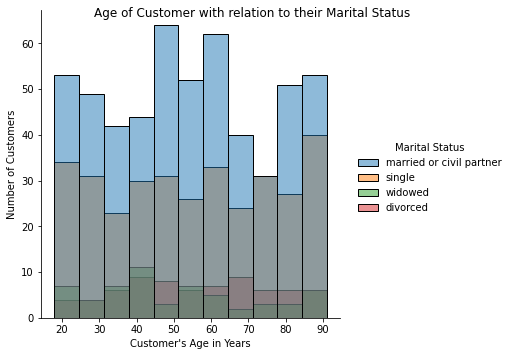 Age of Customer with relation to their Marital Status
Number of Customers
60
50
40
30
20
10
0
20 30 40 50 60 70 80 90
Customer's Age in Years
Marital Status
married or civil partner
single
widowed
divorced